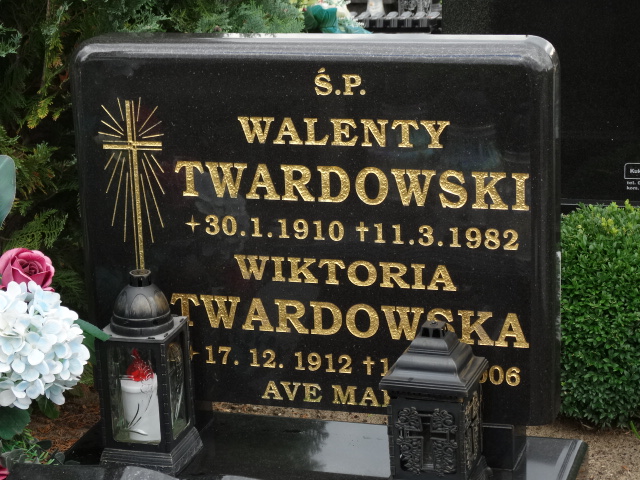 Ś.P.
WALENTY
TWARDOWSKI
+30.1.1910 †11.3.1982
WIKTORIA
TWARDOWSKA
+17. 12. 1912
AVE